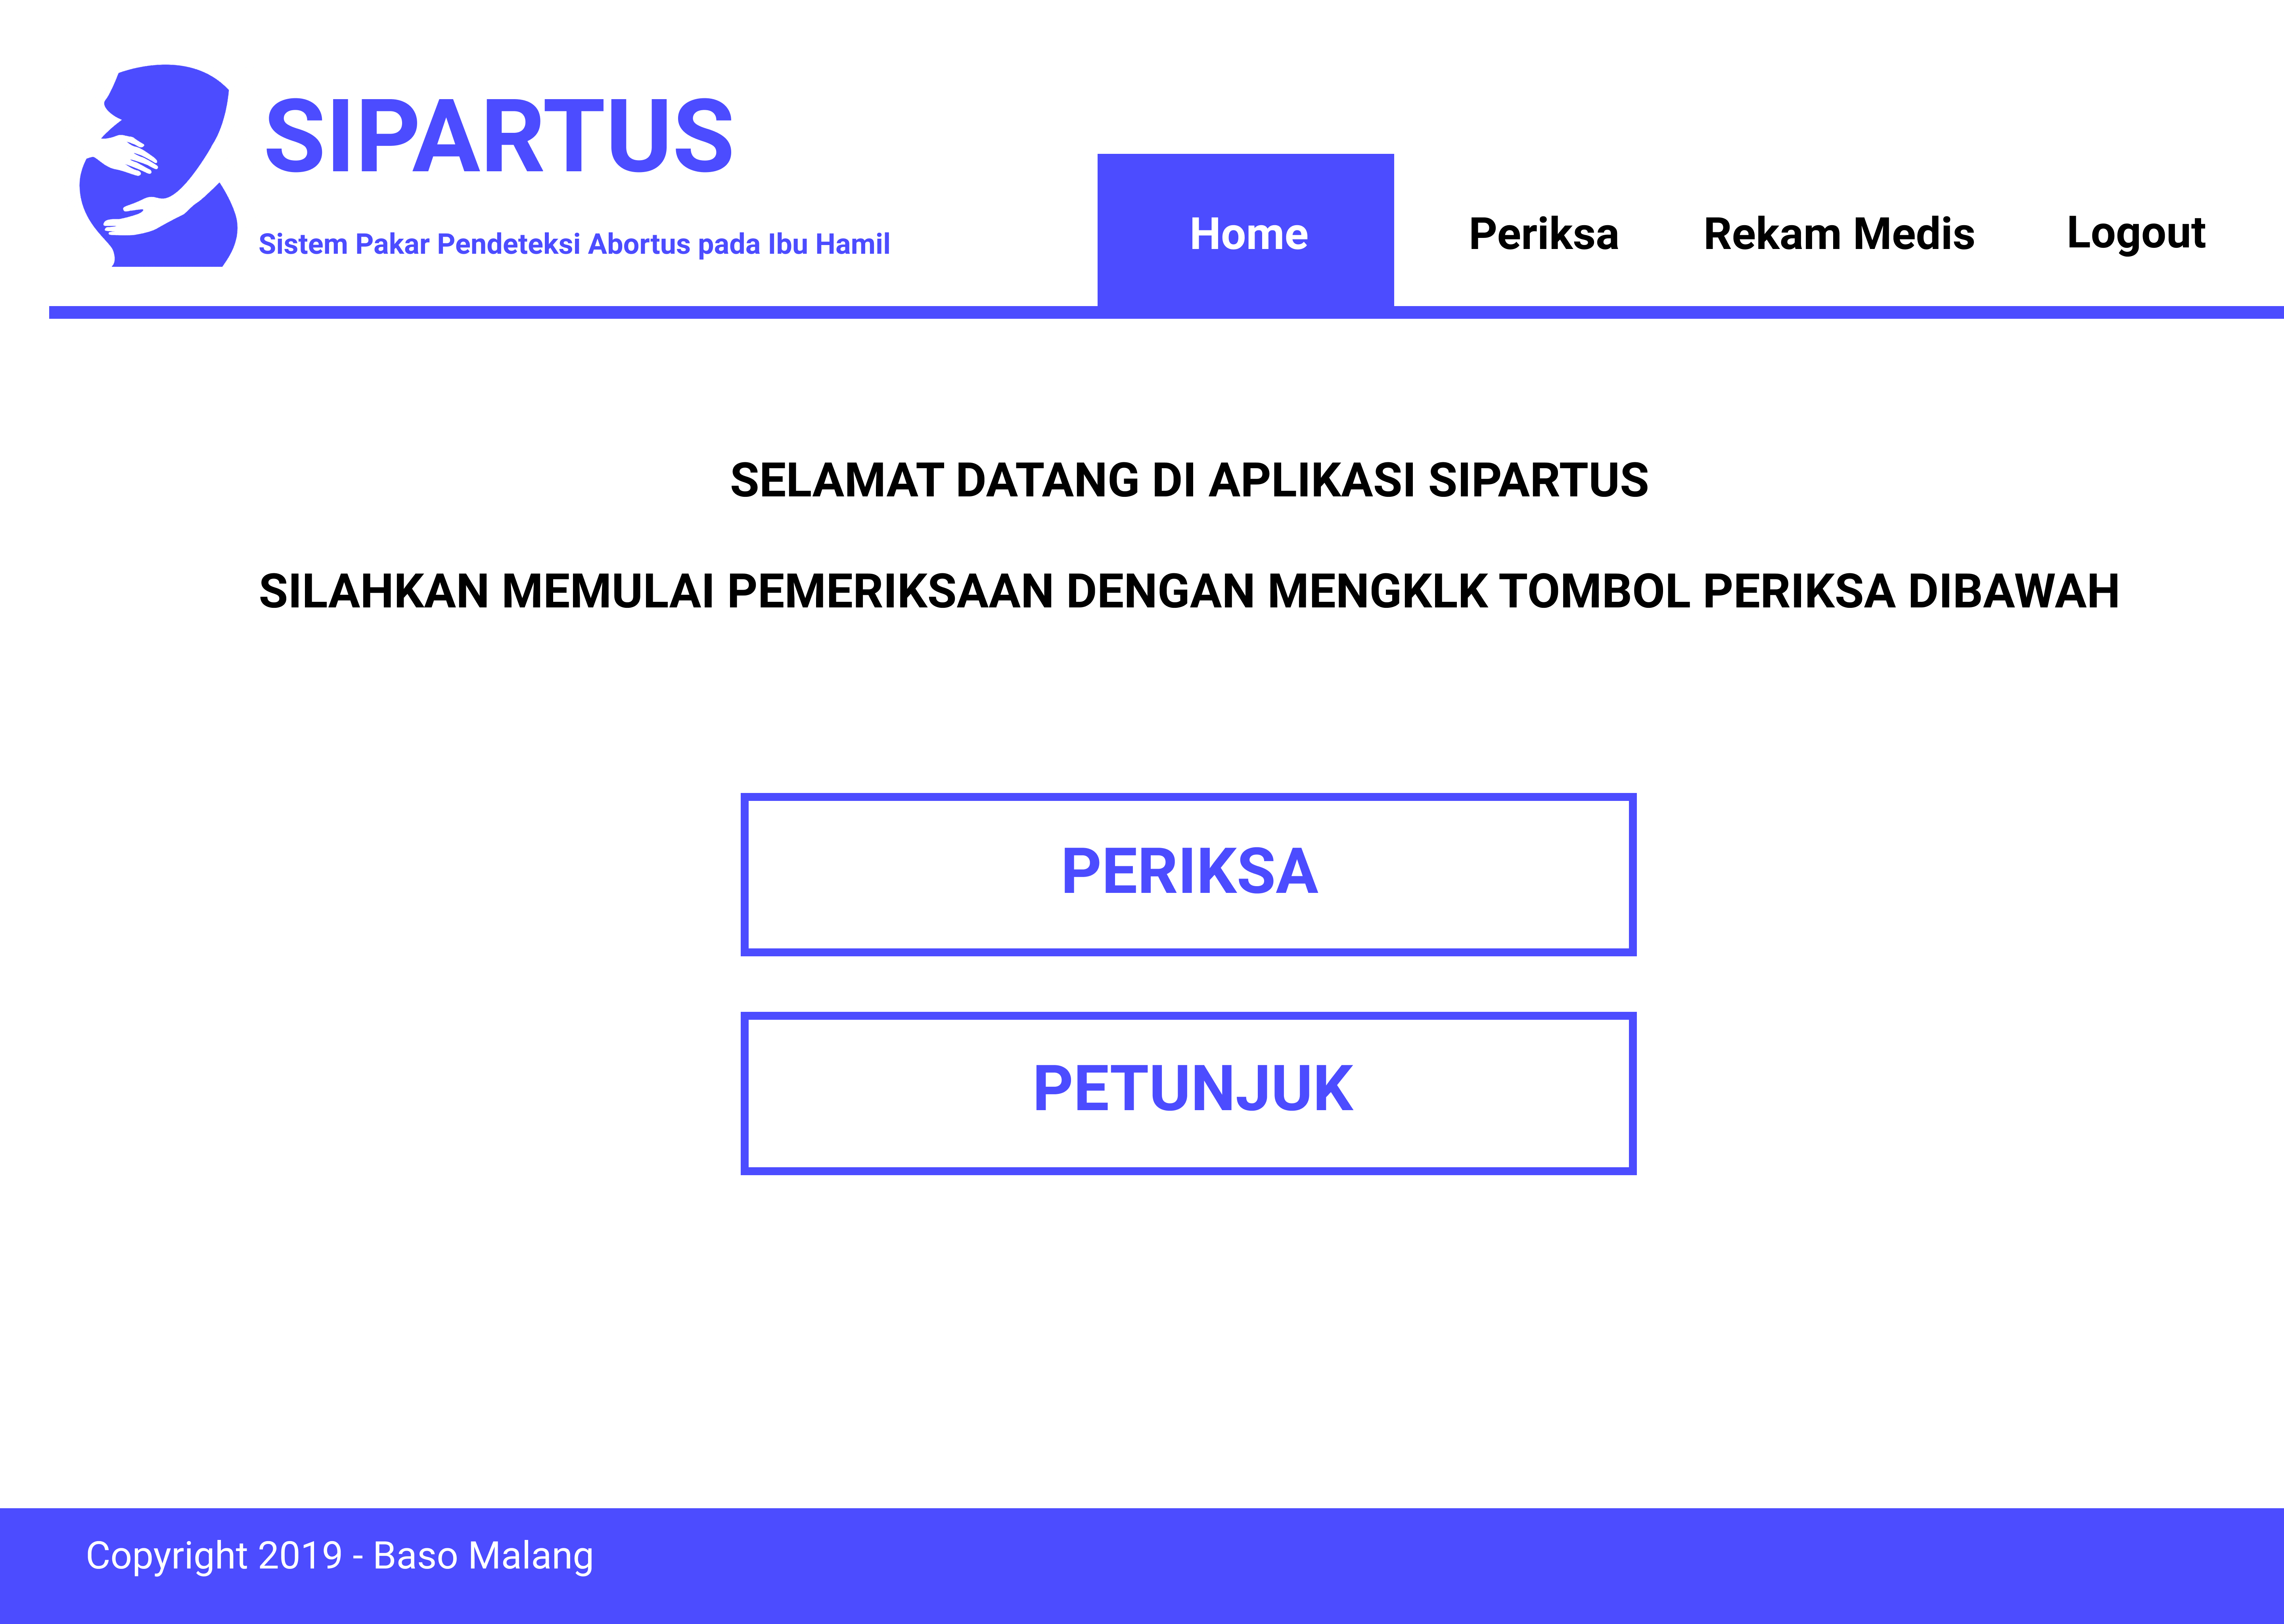 SIPARTUS
Sistem Pakar Pendeteksi Abortus pada Ibu Hamil
Home
Periksa
Rekam Medis
Logout
SELAMAT DATANG DI APLIKASI SIPARTUS
SILAHKAN MEMULAI PEMERIKSAAN DENGAN MENGKLK TOMBOL PERIKSA DIBAWAH
PERIKSA
PETUNJUK
Copyright 2019 - Baso Malang